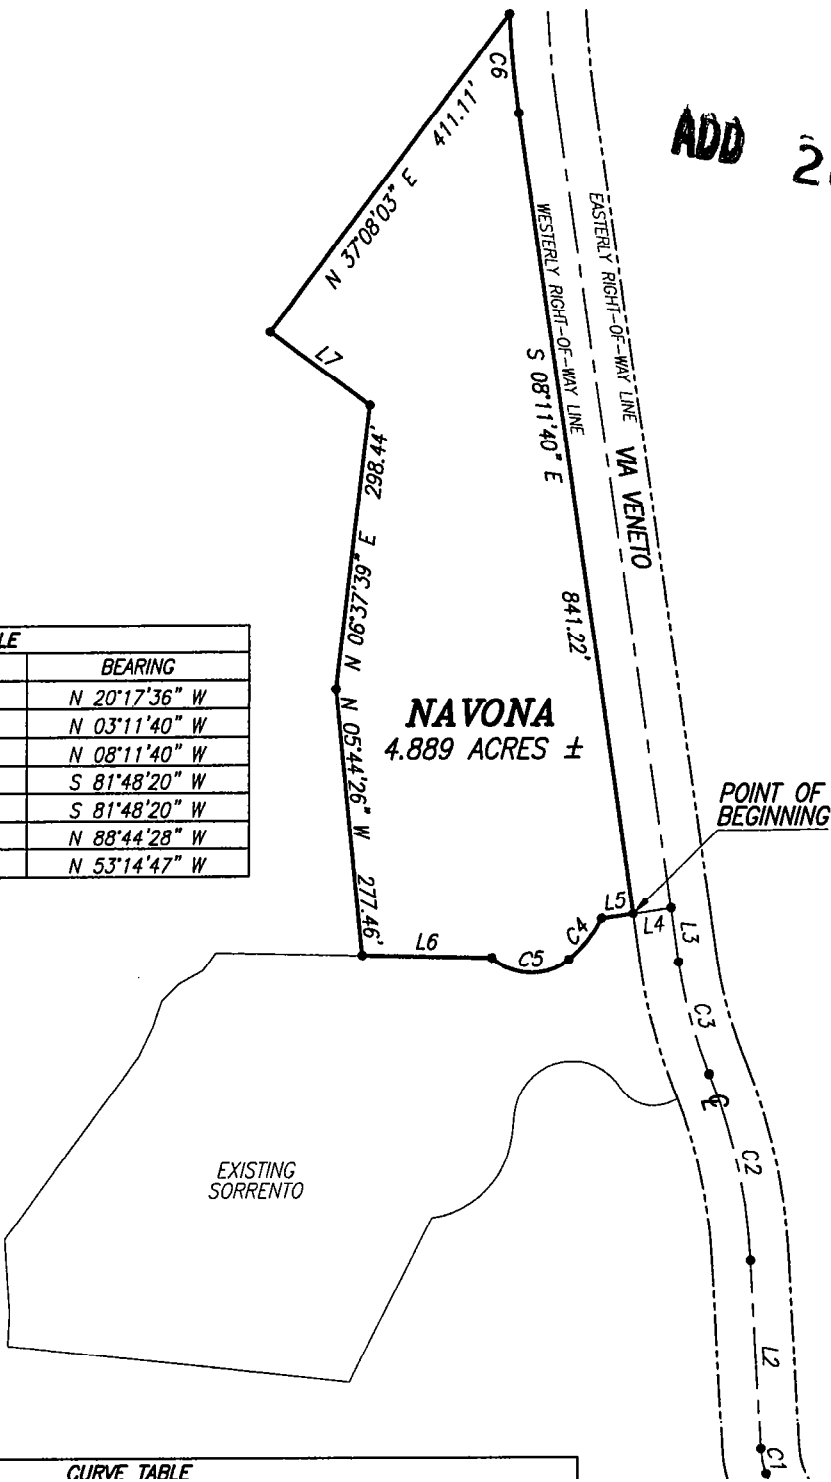 C6
411.11'
N 37°08'03" E
ADD 2
EASTERLY RIGHT-OF-WAY LINE
WESTERLY RIGHT-OF-WAY LINE
S 08°11'40" E
841.22'
VIA VENETO
L7
298.44'
N 06°37'39" E
N 05°44'26" W
277.46'
NAVONA
4.889 ACRES ±
POINT OF
BEGINNING
LE
BEARING
N 20°17'36" W
N 03°11'40" W
N 08°11'40" W
S 81°48'20" W
S 81°48'20" W
N 88°44'28" W
N 53°14'47" W
L5
L4
L3
C4
C5
L6
C3
C2
EXISTING
SORRENTO
L2
C1
CURVE TABLE